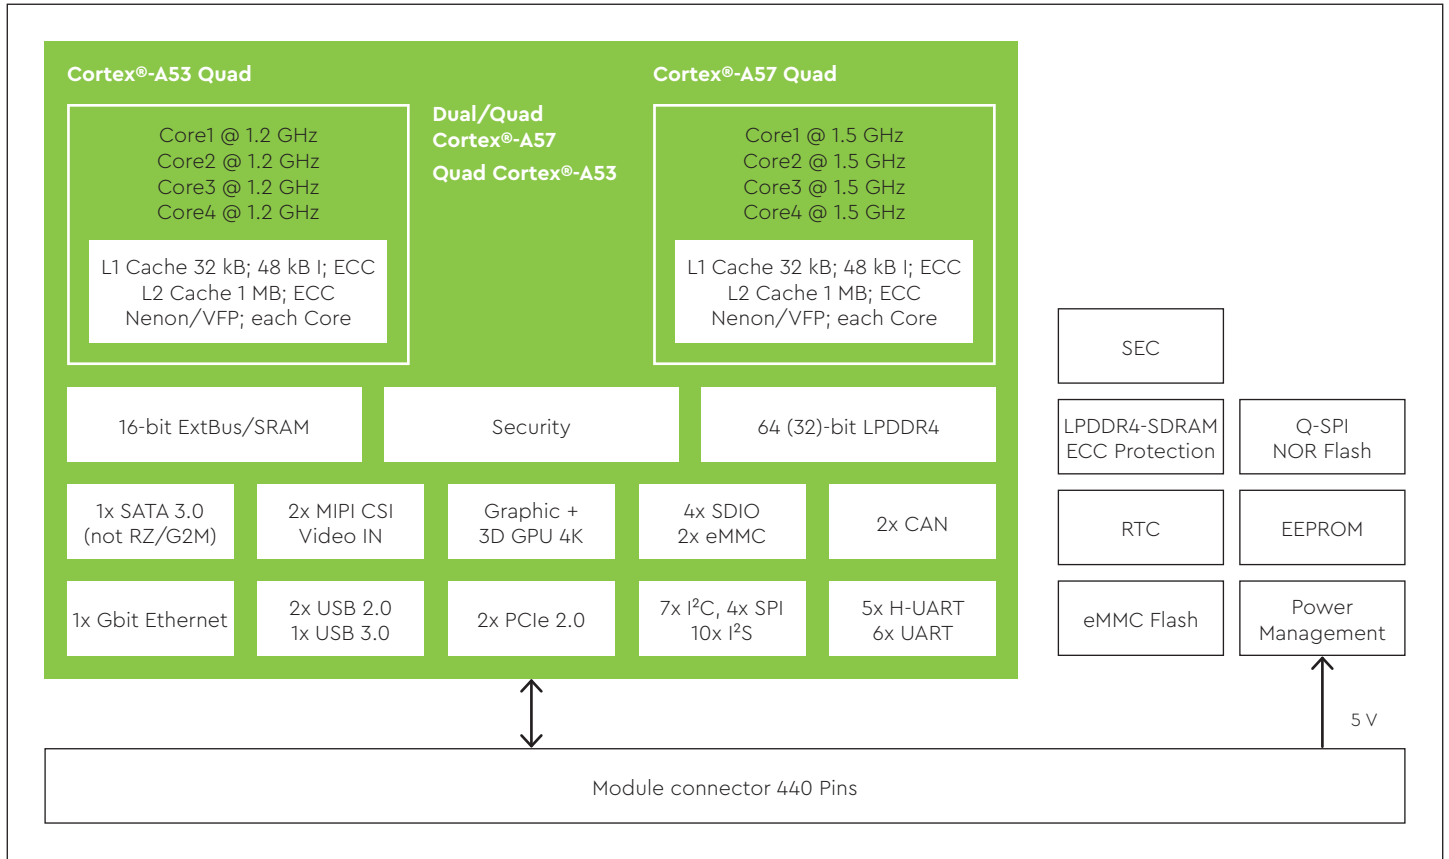 Cortex®-A53 Quad
Core1 @ 1.2 GHz
Core2 @ 1.2 GHz
Core3 @ 1.2 GHz
Core4 @ 1.2 GHz
L1 Cache 32 kB; 48 kB I; ECC
L2 Cache 1 MB; ECC
Nenon/VFP; each Core
Dual/Quad
Cortex®-A57
Quad Cortex®-A53
Cortex®-A57 Quad
Core1 @ 1.5 GHz
Core2 @ 1.5 GHz
Core3 @ 1.5 GHz
Core4 @ 1.5 GHz
L1 Cache 32 kB; 48 kB I; ECC
L2 Cache 1 MB; ECC
Nenon/VFP; each Core
16-bit ExtBus/SRAM
Security
64 (32)-bit LPDDR4
1x SATA 3.0
(not RZ/G2M)
2x MIPI CSI
Video IN
Graphic +
3D GPU 4K
4x SDIO
2x eMMC
2x CAN
1x Gbit Ethernet
2x USB 2.0
1x USB 3.0
2x PCIe 2.0
7x I²C, 4x SPI
10x I²S
5x H-UART
6x UART
SEC
LPDDR4-SDRAM
ECC Protection
Q-SPI
NOR Flash
RTC
EEPROM
eMMC Flash
Power
Management
5 V
Module connector 440 Pins